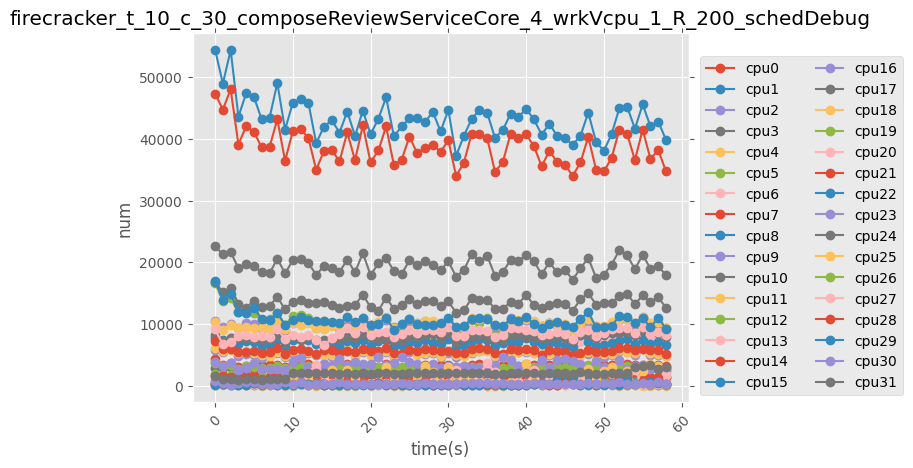 firecracker_t_10_c_30_composeReviewServiceCore_4_wrkVcpu_1_R_200_schedDebug
50000
40000
30000
20000
10000
0
num
0
10
20
30
40
50
60
time(s)
cpu0
cpu1
cpu2
cpu3
cpu4
cpu5
cpu6
cpu7
cpu8
cpu9
cpu10
cpu11
cpu12
cpu13
cpu14
cpu15
cpu16
cpu17
cpu18
cpu19
cpu20
cpu21
cpu22
cpu23
cpu24
cpu25
cpu26
cpu27
cpu28
cpu29
cpu30
cpu31